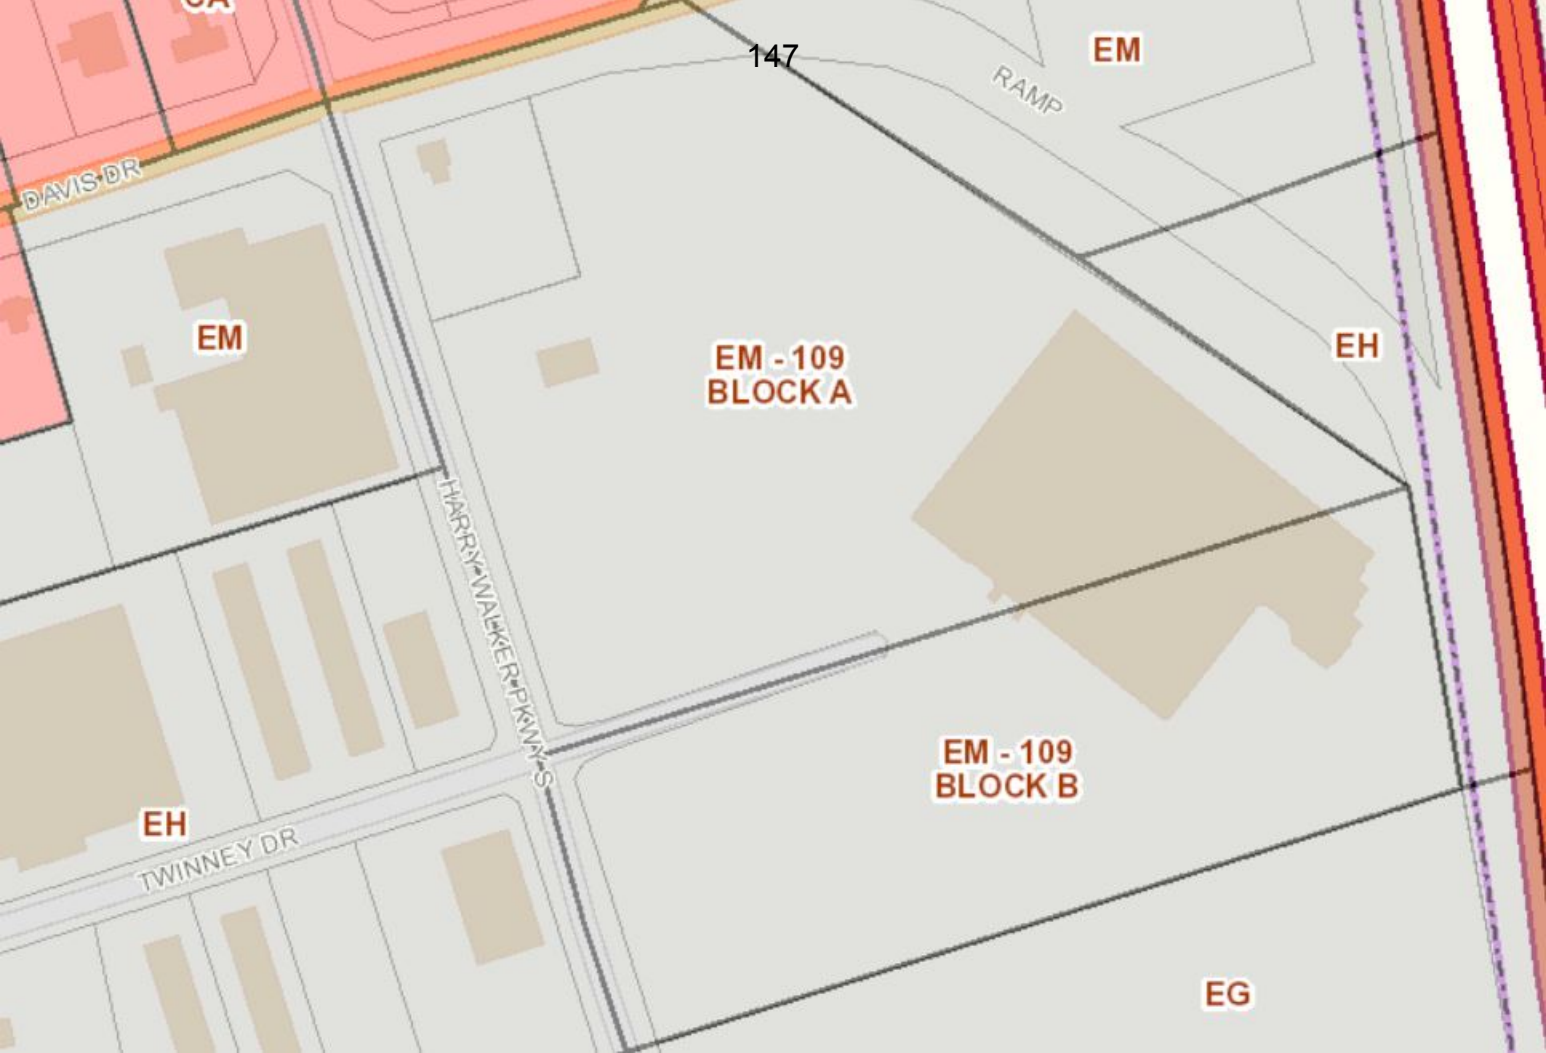 CA
147
EM
RAMP
DAVIS DR
EM
EH
EM - 109
BLOCK A
HARRY WALKER PKWY S
EM - 109
BLOCK B
EH
TWINNEY DR
EG